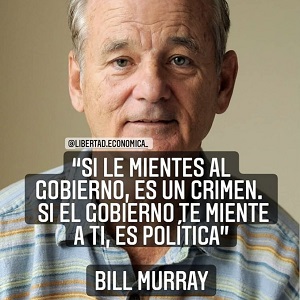 @LIBERTAD.ECONOMICA_
“SI LE MIENTES AL
GOBIERNO, ES UN CRIMEN.
SI EL GOBIERNO TE MIENTE
A TI, ES POLÍTICA”
BILL MURRAY